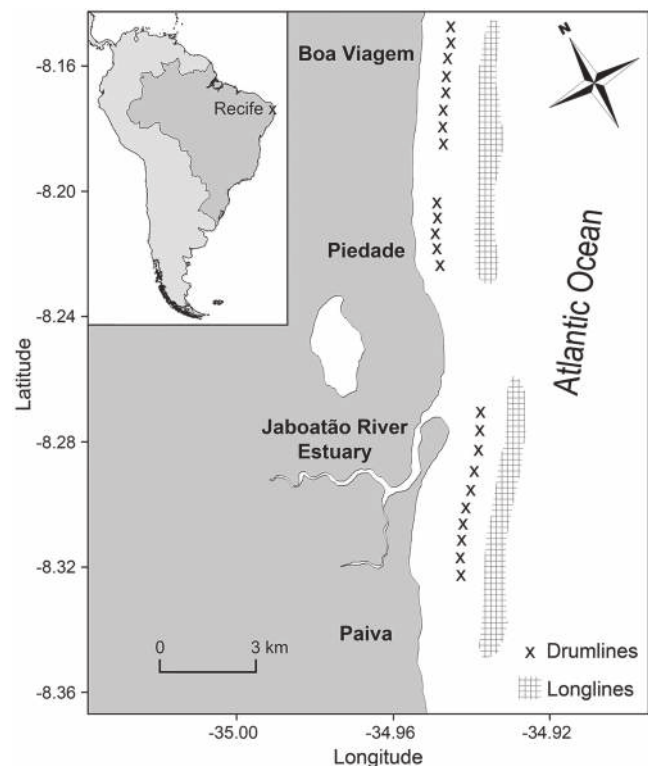 Recife x
Boa Viagem
N
-8.16
-8.20
Piedade
Atlantic Ocean
-8.24
Latitude
Jaboatão River
Estuary
-8.28
-8.32
Paiva
0 3 km
x Drumlines
Longlines
-8.36
-35.00 -34.96 -34.92
Longitude